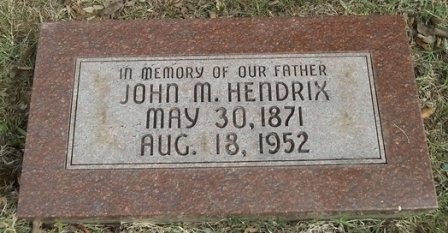 IN MEMORY OF OUR FATHER
JOHN M. HENDRIX
MAY 30, 1871
AUG. 18, 1952